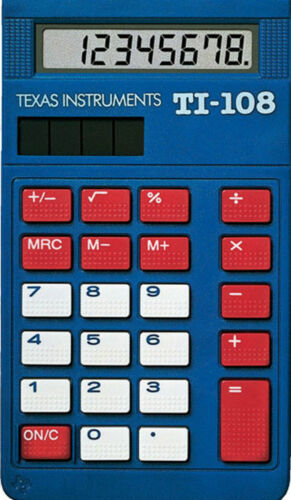 12345678.
TEXAS INSTRUMENTS TI-108
+/− √ % ÷
MRC M− M+ ×
7 8 9 −
4 5 6 +
1 2 3 =
ON/C 0 .